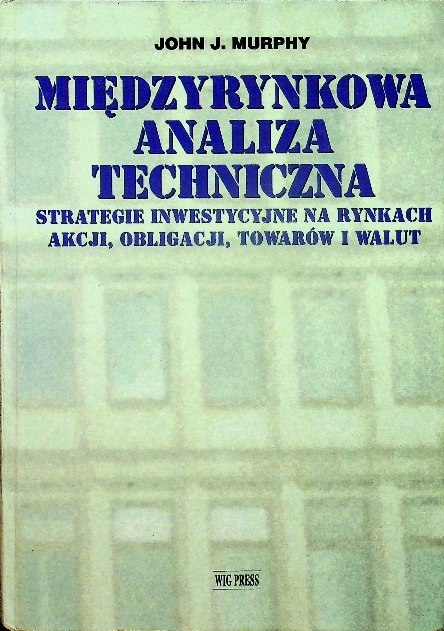 JOHN J. MURPHY
MIĘDZYRYNKOWA
ANALIZA
TECHNICZNA
STRATEGIE INWESTYCYJNE NA RYNKACH
AKCJI, OBLIGACJI, TOWARÓW I WALUT
WIG PRESS